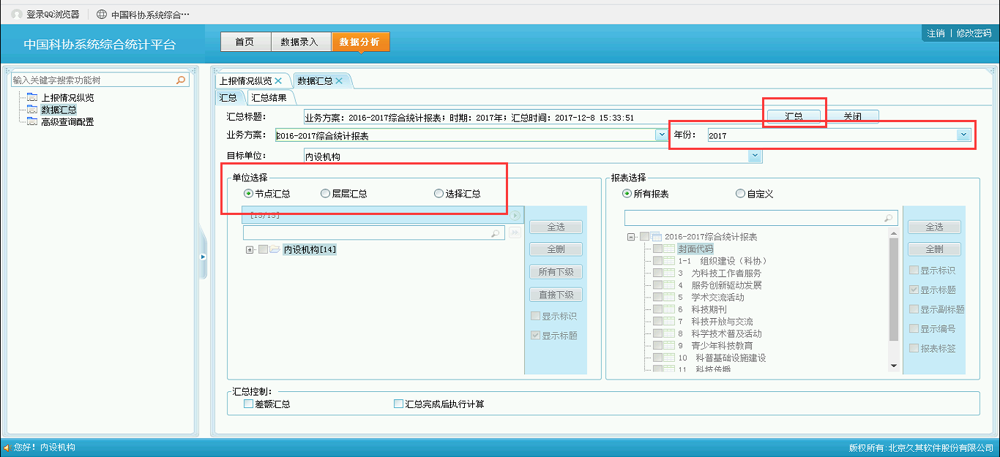 登录QQ浏览器 中国科协系统综合…
中国科协系统综合统计平台 首页 数据录入 数据分析 注销 | 修改密码
输入关键字搜索功能树
上报情况纵览
数据汇总
高级查询配置
上报情况纵览 数据汇总
汇总 汇总结果
汇总标题： 业务方案：2016-2017综合统计报表；时期：2017年；汇总时间：2017-12-8 15:33:51 汇总 关闭
业务方案： 2016-2017综合统计报表 年份： 2017
目标单位： 内设机构
单位选择
节点汇总 层层汇总 选择汇总
[15/15]
内设机构[14]
全选
全删
所有下级
直接下级
显示标识
显示标题
报表选择
所有报表 自定义
2016-2017综合统计报表
封面代码
1-1 组织建设（科协）
3 为科技工作者服务
4 服务创新驱动发展
5 学术交流活动
6 科技期刊
7 科技开放与交流
8 科学技术普及活动
9 青少年科技教育
10 科普基础设施建设
11 科技传播
全选
全删
显示标识
显示标题
显示副标题
显示编号
报表标签
汇总控制：
差额汇总 汇总完成后执行计算
您好！内设机构 版权所有·北京久其软件股份有限公司